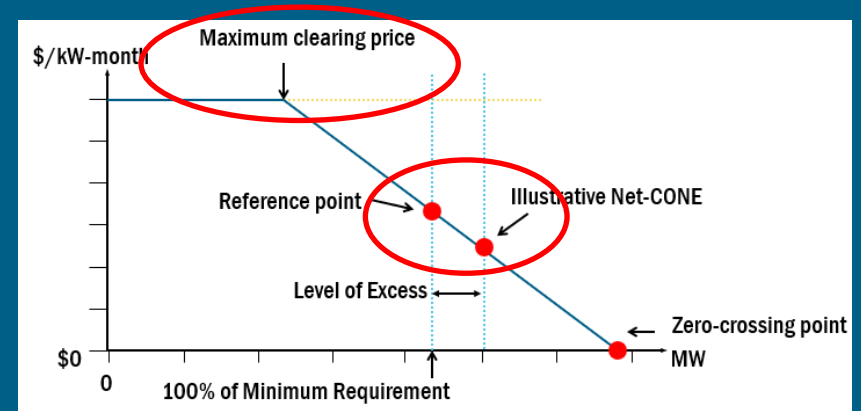 Maximum clearing price
$/kW-month
Reference point
Illustrative Net-CONE
Level of Excess
Zero-crossing point
$0
MW
0
100% of Minimum Requirement